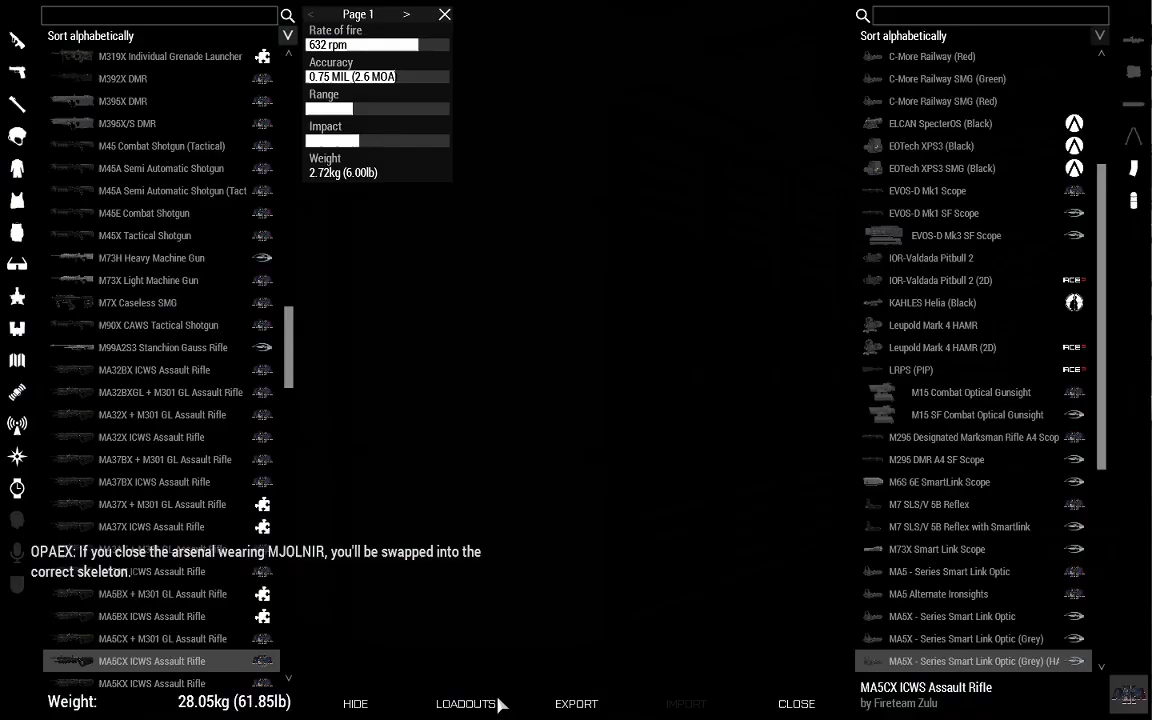 Sort alphabetically
M319X Individual Grenade Launcher
M392X DMR
M395X DMR
M395X/S DMR
M45 Combat Shotgun (Tactical)
M45A Semi Automatic Shotgun
M45A Semi Automatic Shotgun (Tact
M45E Combat Shotgun
M45X Tactical Shotgun
M73H Heavy Machine Gun
M73X Light Machine Gun
M7X Caseless SMG
M90X CAWS Tactical Shotgun
M99A2S3 Stanchion Gauss Rifle
MA32BX ICWS Assault Rifle
MA32BXGL + M301 GL Assault Rifle
MA32X + M301 GL Assault Rifle
MA32X ICWS Assault Rifle
MA37BX + M301 GL Assault Rifle
MA37BX ICWS Assault Rifle
MA37X + M301 GL Assault Rifle
MA37X ICWS Assault Rifle
OPAEX: If you close the arsenal wearing MJOLNIR, you'll be swapped into the
correct skeleton.
ICWS Assault Rifle
MA5BX + M301 GL Assault Rifle
MA5BX ICWS Assault Rifle
MA5CX + M301 GL Assault Rifle
MA5CX ICWS Assault Rifle
MA5KX ICWS Assault Rifle
Weight: 28.05kg (61.85lb)
< Page 1 >
Rate of fire
632 rpm
Accuracy
0.75 MIL (2.6 MOA)
Range
Impact
Weight
2.72kg (6.00lb)
HIDE LOADOUTS EXPORT IMPORT CLOSE
Sort alphabetically
C-More Railway (Red)
C-More Railway SMG (Green)
C-More Railway SMG (Red)
ELCAN SpecterOS (Black)
EOTech XPS3 (Black)
EOTech XPS3 SMG (Black)
EVOS-D Mk1 Scope
EVOS-D Mk1 SF Scope
EVOS-D Mk3 SF Scope
IOR-Valdada Pitbull 2
IOR-Valdada Pitbull 2 (2D) ACE
KAHLES Helia (Black)
Leupold Mark 4 HAMR
Leupold Mark 4 HAMR (2D) ACE
LRPS (PIP) ACE
M15 Combat Optical Gunsight
M15 SF Combat Optical Gunsight
M295 Designated Marksman Rifle A4 Scop
M295 DMR A4 SF Scope
M6S 6E SmartLink Scope
M7 SLS/V 5B Reflex
M7 SLS/V 5B Reflex with Smartlink
M73X Smart Link Scope
MA5 - Series Smart Link Optic
MA5 Alternate Ironsights
MA5X - Series Smart Link Optic
MA5X - Series Smart Link Optic (Grey)
MA5X - Series Smart Link Optic (Grey) (HA
MA5CX ICWS Assault Rifle
by Fireteam Zulu